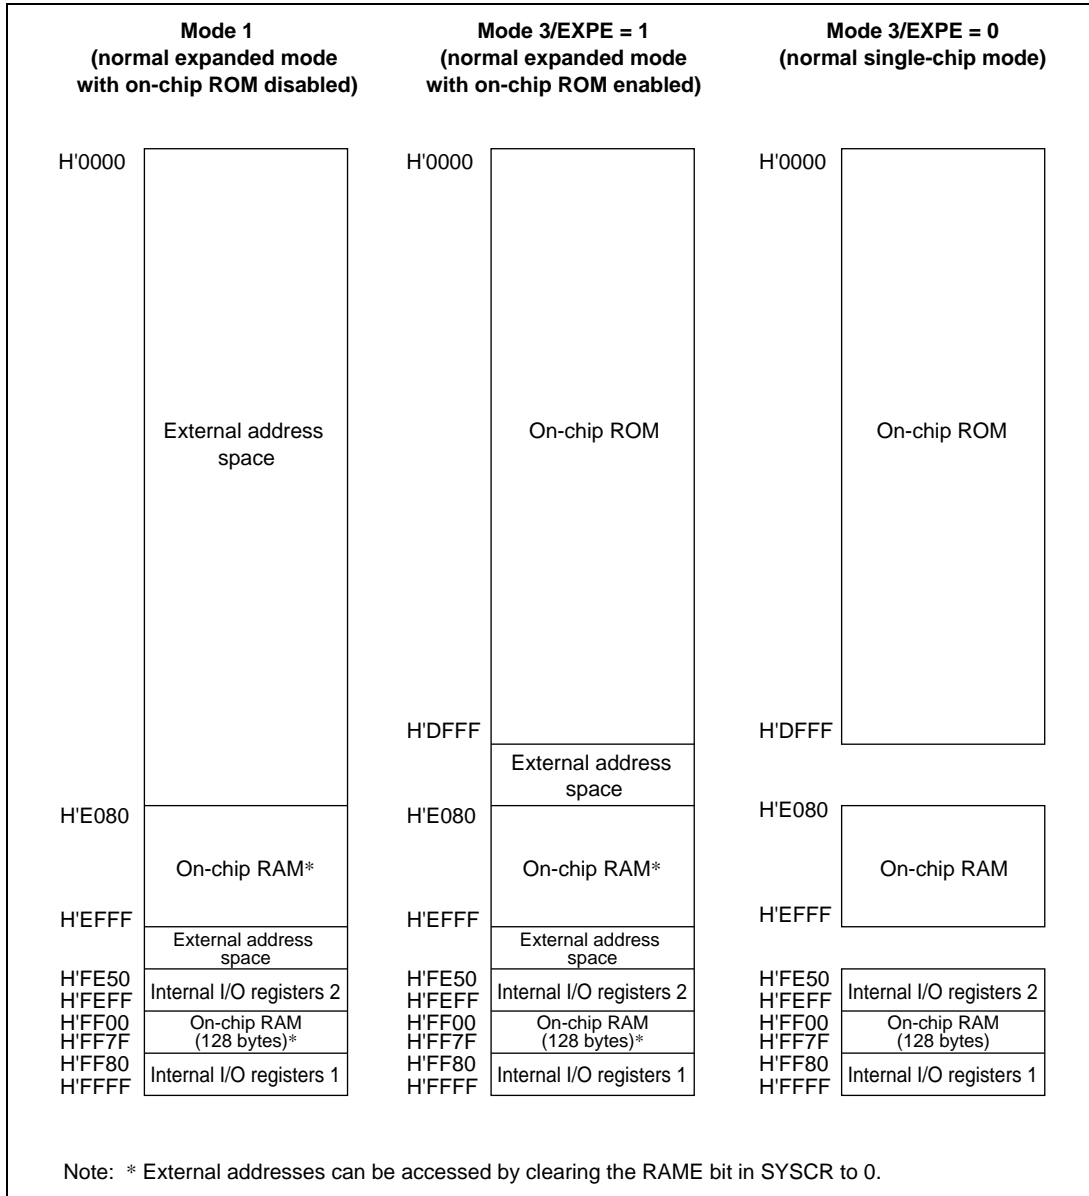 Mode 1
(normal expanded mode
with on-chip ROM disabled)
H'0000
External address
space
H'E080
On-chip RAM*
H'EFFF
External address
space
H'FE50
Internal I/O registers 2
H'FEFF
H'FF00
On-chip RAM
(128 bytes)*
H'FF7F
H'FF80
Internal I/O registers 1
H'FFFF
Mode 3/EXPE = 1
(normal expanded mode
with on-chip ROM enabled)
H'0000
On-chip ROM
H'DFFF
External address
space
H'E080
On-chip RAM*
H'EFFF
External address
space
H'FE50
Internal I/O registers 2
H'FEFF
H'FF00
On-chip RAM
(128 bytes)*
H'FF7F
H'FF80
Internal I/O registers 1
H'FFFF
Mode 3/EXPE = 0
(normal single-chip mode)
H'0000
On-chip ROM
H'DFFF
H'E080
On-chip RAM
H'EFFF
H'FE50
Internal I/O registers 2
H'FEFF
H'FF00
On-chip RAM
(128 bytes)
H'FF7F
H'FF80
Internal I/O registers 1
H'FFFF
Note: * External addresses can be accessed by clearing the RAME bit in SYSCR to 0.